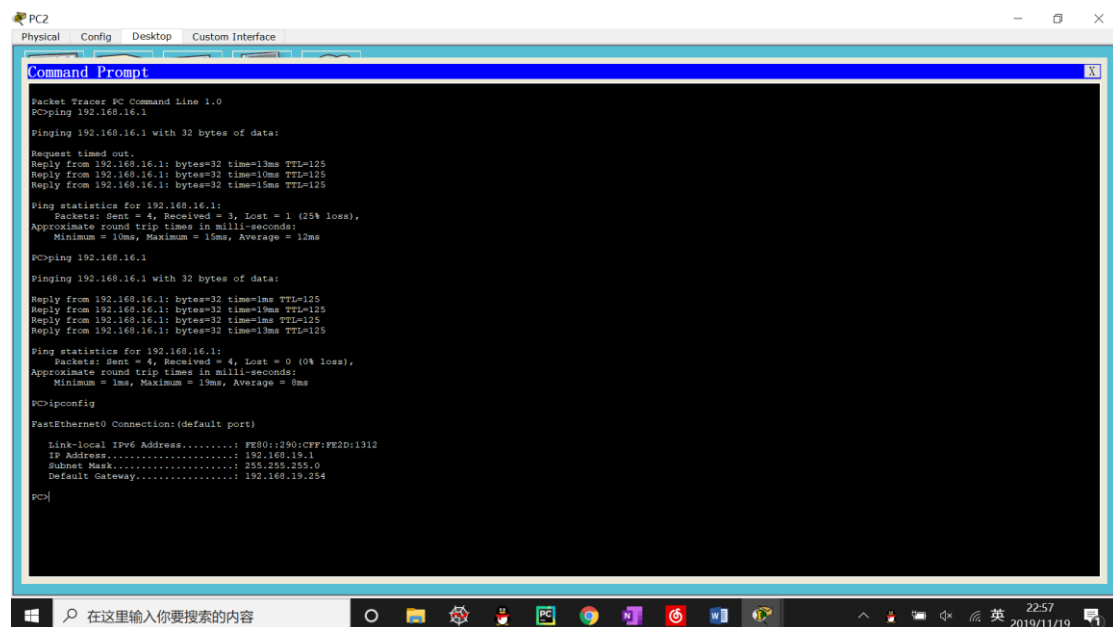 PC2
Physical Config Desktop Custom Interface
Command Prompt
X
Packet Tracer PC Command Line 1.0
PC>ping 192.168.16.1
Pinging 192.168.16.1 with 32 bytes of data:
Request timed out.
Reply from 192.168.16.1: bytes=32 time=13ms TTL=125
Reply from 192.168.16.1: bytes=32 time=10ms TTL=125
Reply from 192.168.16.1: bytes=32 time=15ms TTL=125
Ping statistics for 192.168.16.1:
Packets: Sent = 4, Received = 3, Lost = 1 (25% loss),
Approximate round trip times in milli-seconds:
Minimum = 10ms, Maximum = 15ms, Average = 12ms
PC>ping 192.168.16.1
Pinging 192.168.16.1 with 32 bytes of data:
Reply from 192.168.16.1: bytes=32 time=1ms TTL=125
Reply from 192.168.16.1: bytes=32 time=19ms TTL=125
Reply from 192.168.16.1: bytes=32 time=1ms TTL=125
Reply from 192.168.16.1: bytes=32 time=13ms TTL=125
Ping statistics for 192.168.16.1:
Packets: Sent = 4, Received = 4, Lost = 0 (0% loss),
Approximate round trip times in milli-seconds:
Minimum = 1ms, Maximum = 19ms, Average = 8ms
PC>ipconfig
FastEthernet0 Connection:(default port)
Link-local IPv6 Address.........: FE80::290:CFF:FE2D:1312
IP Address......................: 192.168.19.1
Subnet Mask.....................: 255.255.255.0
Default Gateway.................: 192.168.19.254
PC>
在这里输入你要搜索的内容
PC
N
W
英
22:57
2019/11/19
1